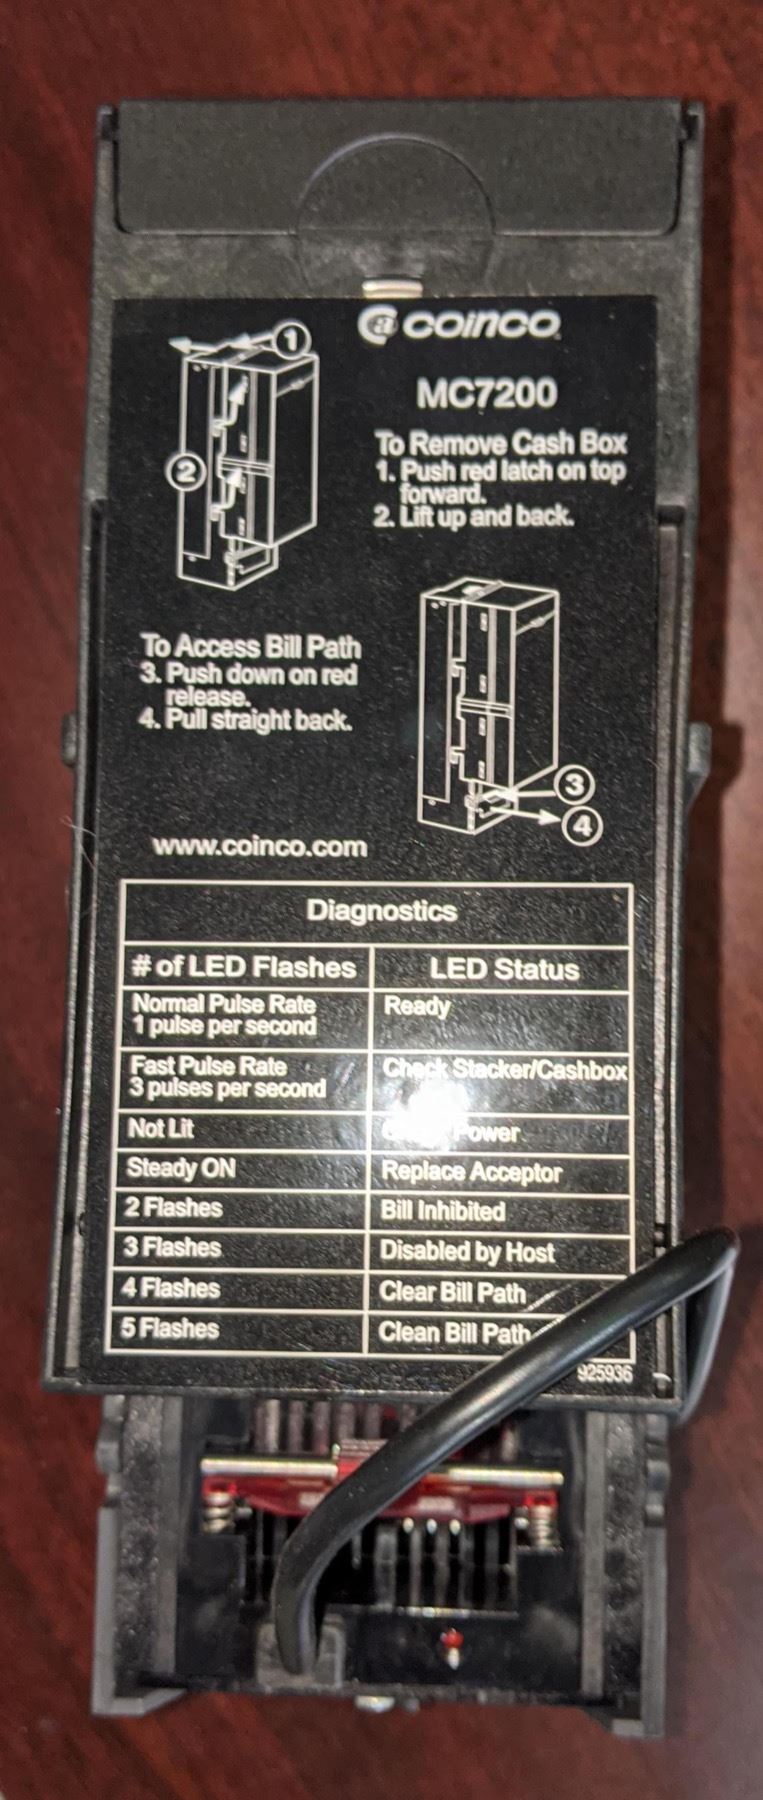 1
coinco
MC7200
2
To Remove Cash Box
1. Push red latch on top
forward.
2. Lift up and back.
To Access Bill Path
3. Push down on red
release.
4. Pull straight back.
3
4
www.coinco.com
Diagnostics
# of LED Flashes LED Status
Normal Pulse Rate Ready
1 pulse per second
Fast Pulse Rate Check Stacker/Cashbox
3 pulses per second
Not Lit Power
Steady ON Replace Acceptor
2 Flashes Bill Inhibited
3 Flashes Disabled by Host
4 Flashes Clear Bill Path
5 Flashes Clean Bill Path
925936